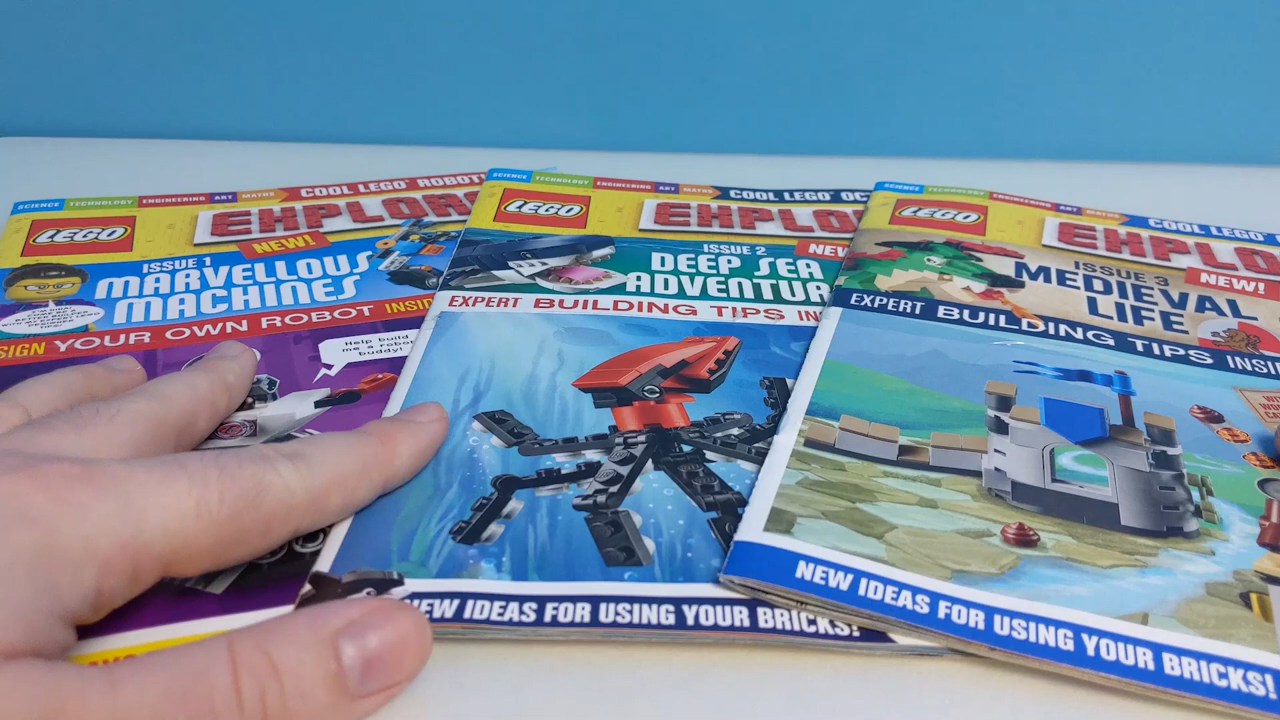 SCIENCE TECHNOLOGY ENGINEERING ART MATHS
COOL LEGO ROBOT
LEGO
EXPLOR
NEW!
ISSUE 1
MARVELLOUS
MACHINES
SIGN YOUR OWN ROBOT INSID
Help build
me a robot
buddy!
SCIENCE TECHNOLOGY ENGINEERING ART MATHS
COOL LEGO® OC
LEGO
EXPLO
ISSUE 2
NEW
DEEP SEA
ADVENTUR
EXPERT BUILDING TIPS IN
NEW IDEAS FOR USING YOUR BRICKS!
SCIENCE TECHNOLOGY ENGINEERING ART MATHS
COOL LEGO®
LEGO
EXPLO
ISSUE 3
NEW!
MEDIEVAL
LIFE
EXPERT BUILDING TIPS INSID
NEW IDEAS FOR USING YOUR BRICKS!